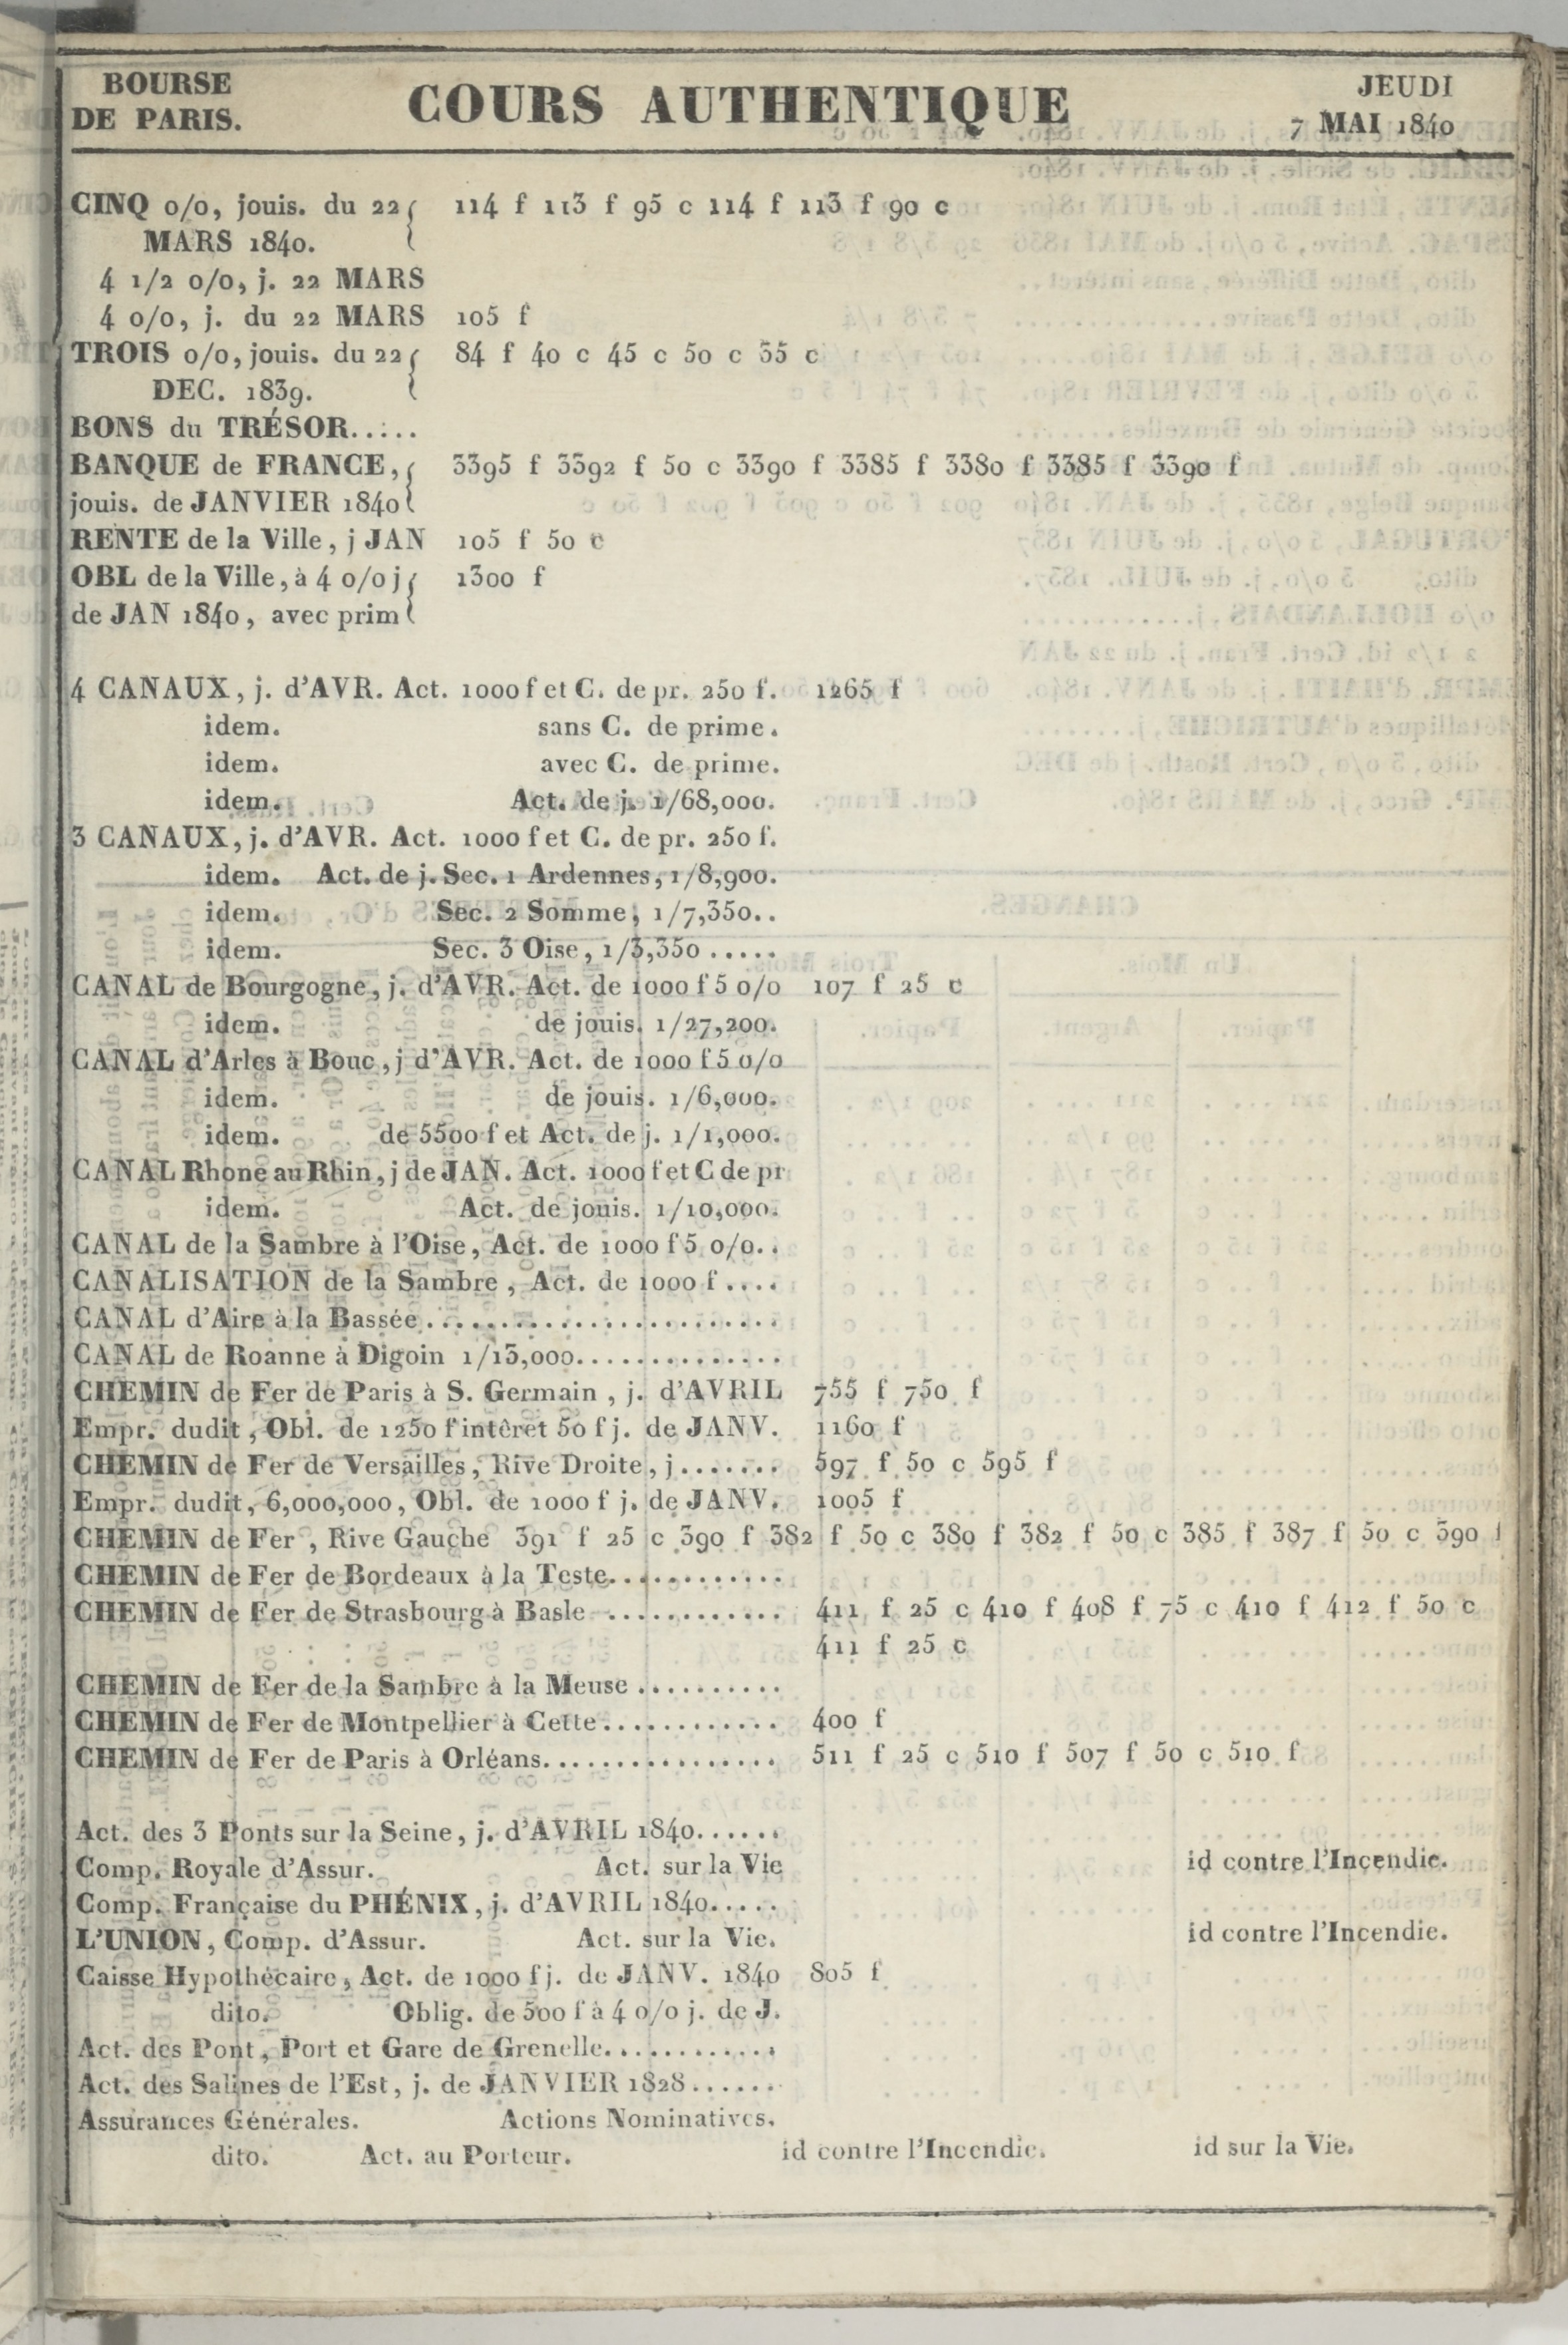 BOURSE
DE PARIS.
COURS AUTHENTIQUE
JEUDI
7 MAI 1840
CINQ o/o, jouis. du 22 { 114 f 113 f 95 c 114 f 113 f 90 c
MARS 1840.
4 1/2 o/o, j. 22 MARS
4 o/o, j. du 22 MARS 105 f
TROIS o/o, jouis. du 22 { 84 f 40 c 45 c 50 c 55 c
DEC. 1839.
BONS du TRÉSOR.....
BANQUE de FRANCE, { 3395 f 3392 f 50 c 3390 f 3385 f 3380 f 3385 f 3390 f
jouis. de JANVIER 1840
RENTE de la Ville, j JAN 105 f 50 c
OBL de la Ville, à 4 o/o j { 1300 f
de JAN 1840, avec prim
4 CANAUX, j. d'AVR. Act. 1000 f et C. de pr. 250 f. 1265 f
idem. sans C. de prime.
idem. avec C. de prime.
idem. Act. de j. 1/68,000.
3 CANAUX, j. d'AVR. Act. 1000 f et C. de pr. 250 f.
idem. Act. de j. Sec. 1 Ardennes, 1/8,900.
idem. Sec. 2 Somme, 1/7,350..
idem. Sec. 3 Oise, 1/3,350.....
CANAL de Bourgogne, j. d'AVR. Act. de 1000 f 5 o/o 107 f 25 c
idem. de jouis. 1/27,200.
CANAL d'Arles à Bouc, j d'AVR. Act. de 1000 f 5 o/o
idem. de jouis. 1/6,000.
idem. de 5500 f et Act. de j. 1/1,000.
CANAL Rhone au Rhin, j de JAN. Act. 1000 f et C de pr
idem. Act. de jouis. 1/10,000.
CANAL de la Sambre à l'Oise, Act. de 1000 f 5 o/o..
CANALISATION de la Sambre, Act. de 1000 f....
CANAL d'Aire à la Bassée........................
CANAL de Roanne à Digoin 1/13,000..............
CHEMIN de Fer de Paris à S. Germain, j. d'AVRIL 755 f 750 f
Empr. dudit, Obl. de 1250 f intêret 50 f j. de JANV. 1160 f
CHEMIN de Fer de Versailles, Rive Droite, j....... 597 f 50 c 595 f
Empr. dudit, 6,000,000, Obl. de 1000 f j. de JANV. 1005 f
CHEMIN de Fer, Rive Gauche 391 f 25 c 390 f 382 f 50 c 380 f 382 f 50 c 385 f 387 f 50 c 390 f
CHEMIN de Fer de Bordeaux à la Teste............
CHEMIN de Fer de Strasbourg à Basle............ 411 f 25 c 410 f 408 f 75 c 410 f 412 f 50 c
411 f 25 c
CHEMIN de Fer de la Sambre à la Meuse..........
CHEMIN de Fer de Montpellier à Cette............ 400 f
CHEMIN de Fer de Paris à Orléans................ 511 f 25 c 510 f 507 f 50 c 510 f
Act. des 3 Ponts sur la Seine, j. d'AVRIL 1840......
Comp. Royale d'Assur. Act. sur la Vie id contre l'Incendie.
Comp. Française du PHÉNIX, j. d'AVRIL 1840.....
L'UNION, Comp. d'Assur. Act. sur la Vie. id contre l'Incendie.
Caisse Hypothécaire, Act. de 1000 f j. de JANV. 1840 805 f
dito. Oblig. de 500 f à 4 o/o j. de J.
Act. des Pont, Port et Gare de Grenelle............
Act. des Salines de l'Est, j. de JANVIER 1828......
Assurances Générales. Actions Nominatives.
dito. Act. au Porteur. id contre l'Incendie. id sur la Vie.